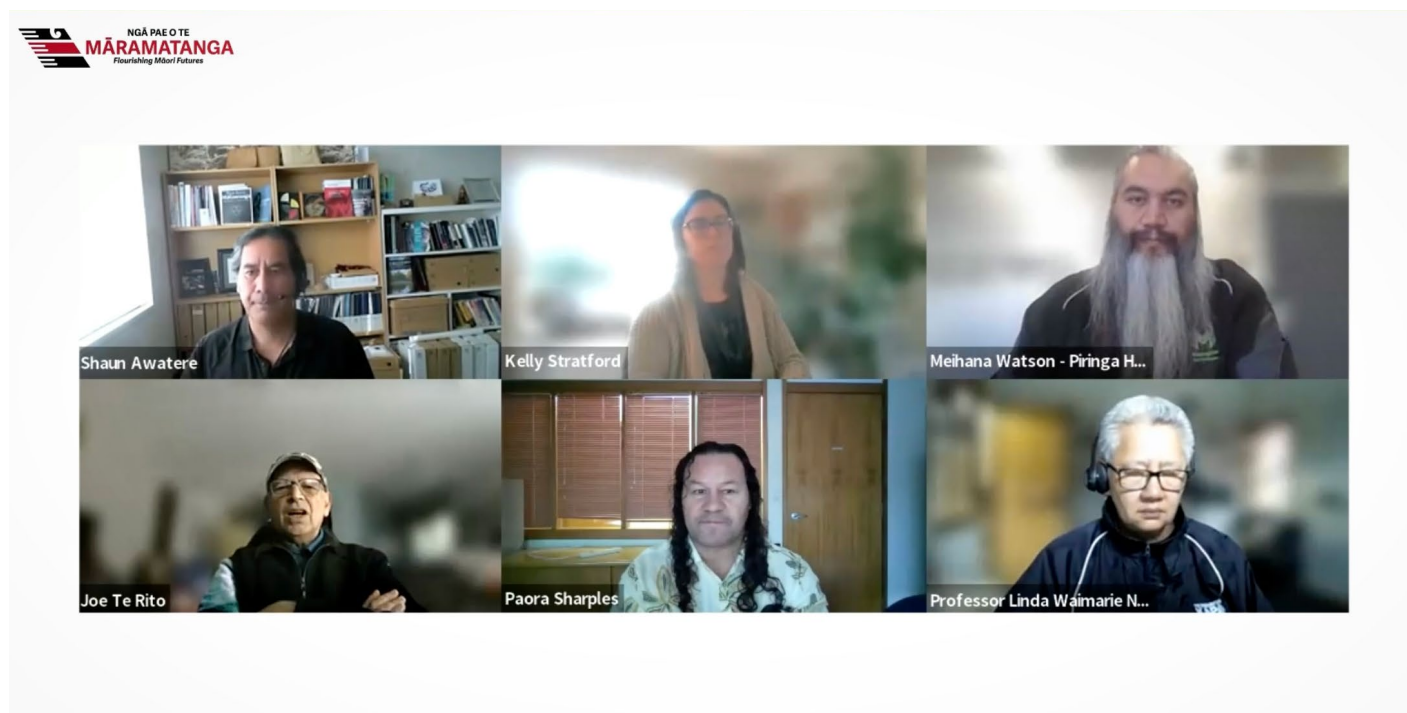 NGĀ PAE O TE
MĀRAMATANGA
Flourishing Māori Futures
Shaun Awatere
Kelly Stratford
Meihana Watson - Piringa H...
Joe Te Rito
Paora Sharples
Professor Linda Waimarie N...